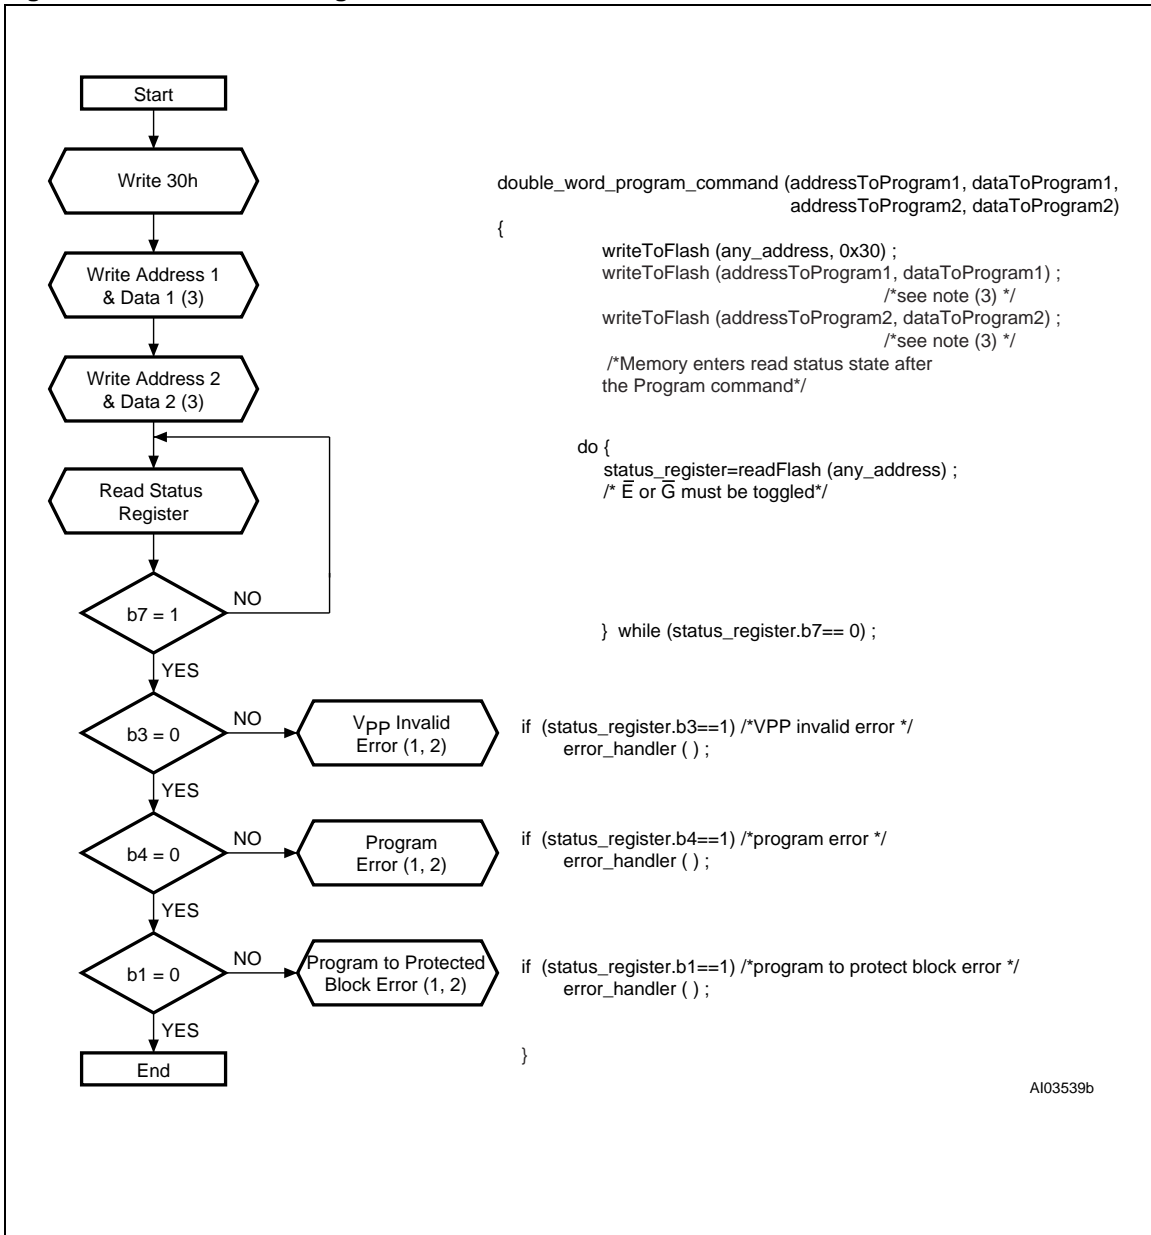 Start
Write 30h
Write Address 1
& Data 1 (3)
Write Address 2
& Data 2 (3)
Read Status
Register
b7 = 1
NO
YES
b3 = 0
NO
VPP Invalid
Error (1, 2)
YES
b4 = 0
NO
Program
Error (1, 2)
YES
b1 = 0
NO
Program to Protected
Block Error (1, 2)
YES
End
double_word_program_command (addressToProgram1, dataToProgram1,
addressToProgram2, dataToProgram2)
{
writeToFlash (any_address, 0x30) ;
writeToFlash (addressToProgram1, dataToProgram1) ;
/*see note (3) */
writeToFlash (addressToProgram2, dataToProgram2) ;
/*see note (3) */
/*Memory enters read status state after
the Program command*/
do {
status_register=readFlash (any_address) ;
/* E̅ or G̅ must be toggled*/
} while (status_register.b7== 0) ;
if (status_register.b3==1) /*VPP invalid error */
error_handler ( ) ;
if (status_register.b4==1) /*program error */
error_handler ( ) ;
if (status_register.b1==1) /*program to protect block error */
error_handler ( ) ;
}
AI03539b